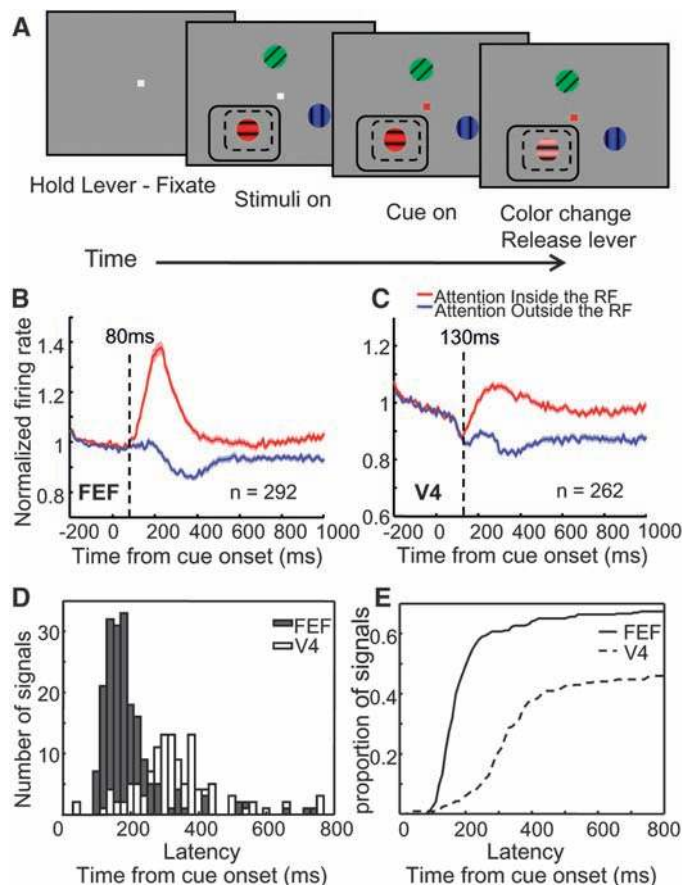 A
Hold Lever - Fixate
Stimuli on
Cue on
Color change
Release lever
Time
B
C
Attention Inside the RF
Attention Outside the RF
80ms
130ms
Normalized firing rate
1.4
1.2
1
0.8
1.2
1.0
0.8
0.6
FEF
n = 292
V4
n = 262
-200 0 200 400 600 800 1000
-200 0 200 400 600 800 1000
Time from cue onset (ms)
Time from cue onset (ms)
D
E
Number of signals
30
20
10
FEF
V4
proportion of signals
0.6
0.4
0.2
FEF
V4
0 200 400 600 800
0 200 400 600 800
Latency
Latency
Time from cue onset (ms)
Time from cue onset (ms)